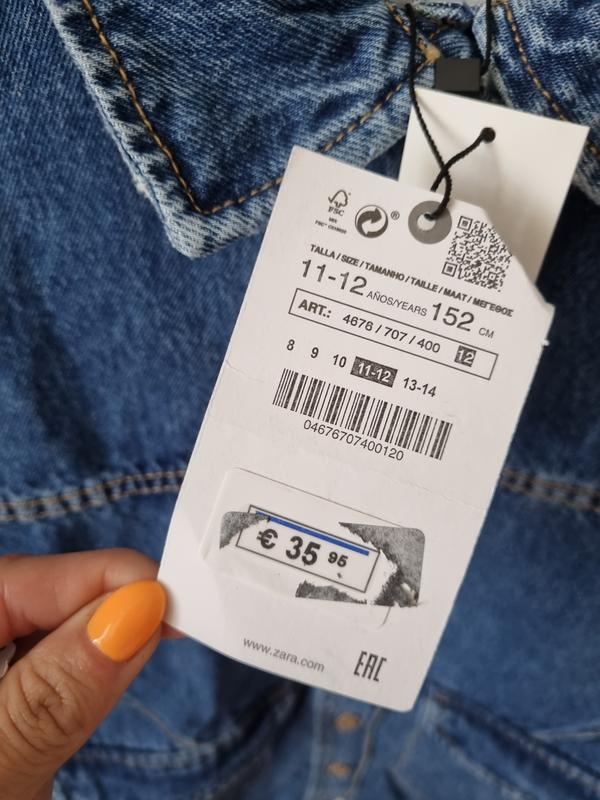 FSC
MIX
®
TALLA / SIZE / TAMANHO / TAILLE / MAAT / ΜΕΓΕΘΟΣ
11-12 AÑOS/YEARS 152 CM
ART.: 4676 / 707 / 400 12
8 9 10 11-12 13-14
04676707400120
€ 35 95
www.zara.com
EAC